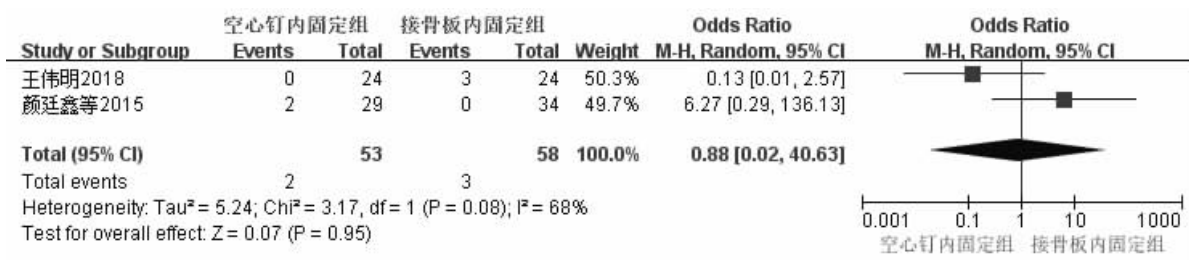 空心钉内固定组 接骨板内固定组 Odds Ratio Odds Ratio
Study or Subgroup Events Total Events Total Weight M-H, Random, 95% CI M-H, Random, 95% CI
王伟明2018 0 24 3 24 50.3% 0.13 [0.01, 2.57]
颜廷鑫等2015 2 29 0 34 49.7% 6.27 [0.29, 136.13]
Total (95% CI) 53 58 100.0% 0.88 [0.02, 40.63]
Total events 2 3
Heterogeneity: Tau² = 5.24; Chi² = 3.17, df = 1 (P = 0.08); I² = 68%
Test for overall effect: Z = 0.07 (P = 0.95)
0.001 0.1 1 10 1000
空心钉内固定组 接骨板内固定组